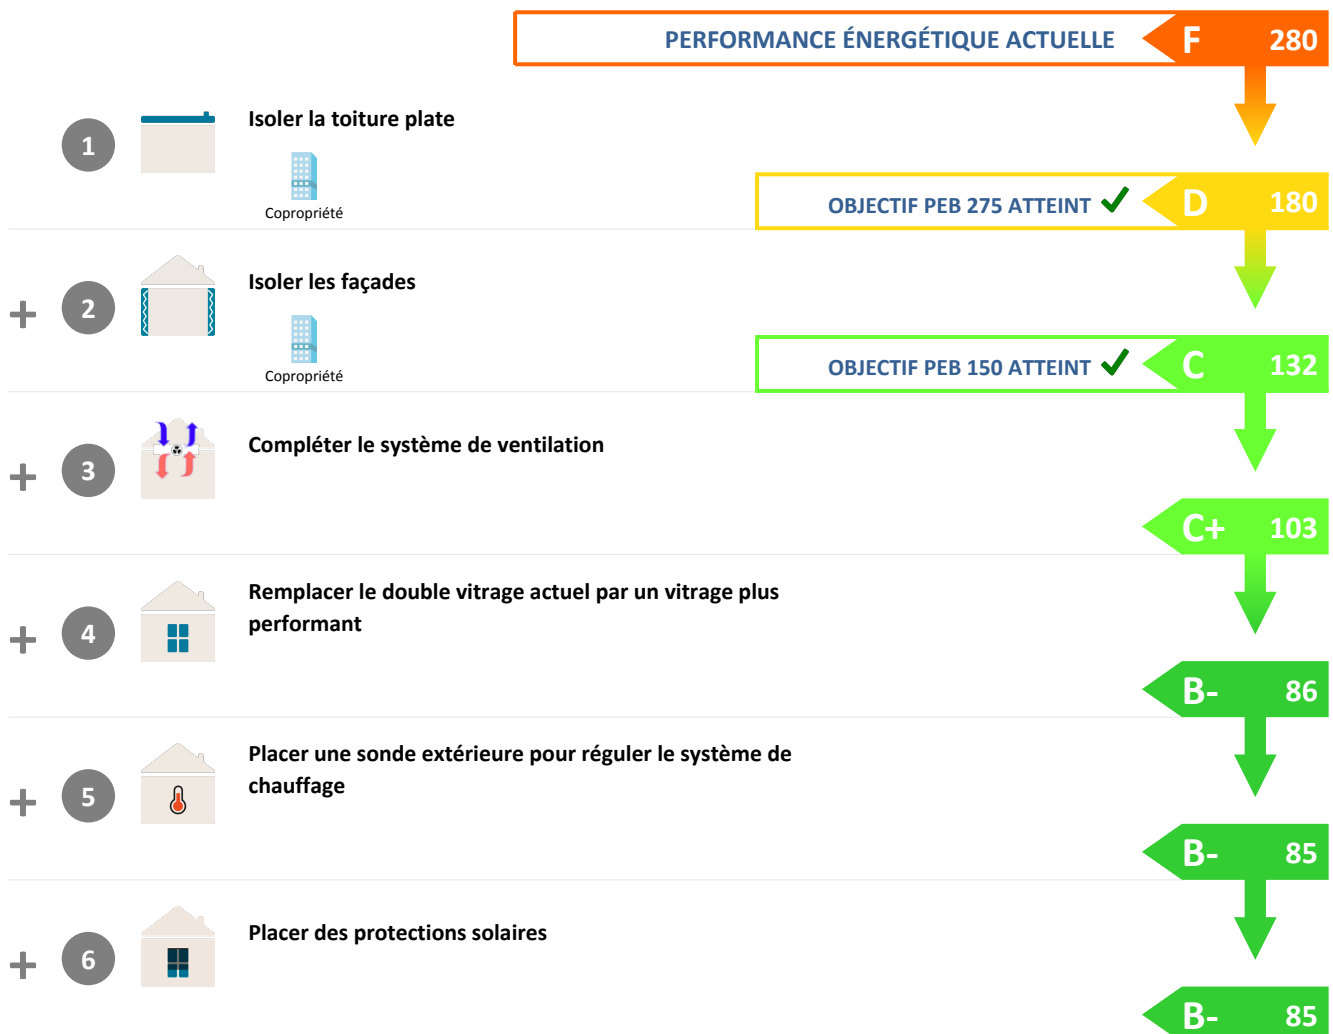 PERFORMANCE ÉNERGÉTIQUE ACTUELLE F 280
1 Isoler la toiture plate
Copropriété
OBJECTIF PEB 275 ATTEINT D 180
+ 2 Isoler les façades
Copropriété
OBJECTIF PEB 150 ATTEINT C 132
+ 3 Compléter le système de ventilation
C+ 103
+ 4 Remplacer le double vitrage actuel par un vitrage plus
performant
B- 86
+ 5 Placer une sonde extérieure pour réguler le système de
chauffage
B- 85
+ 6 Placer des protections solaires
B- 85